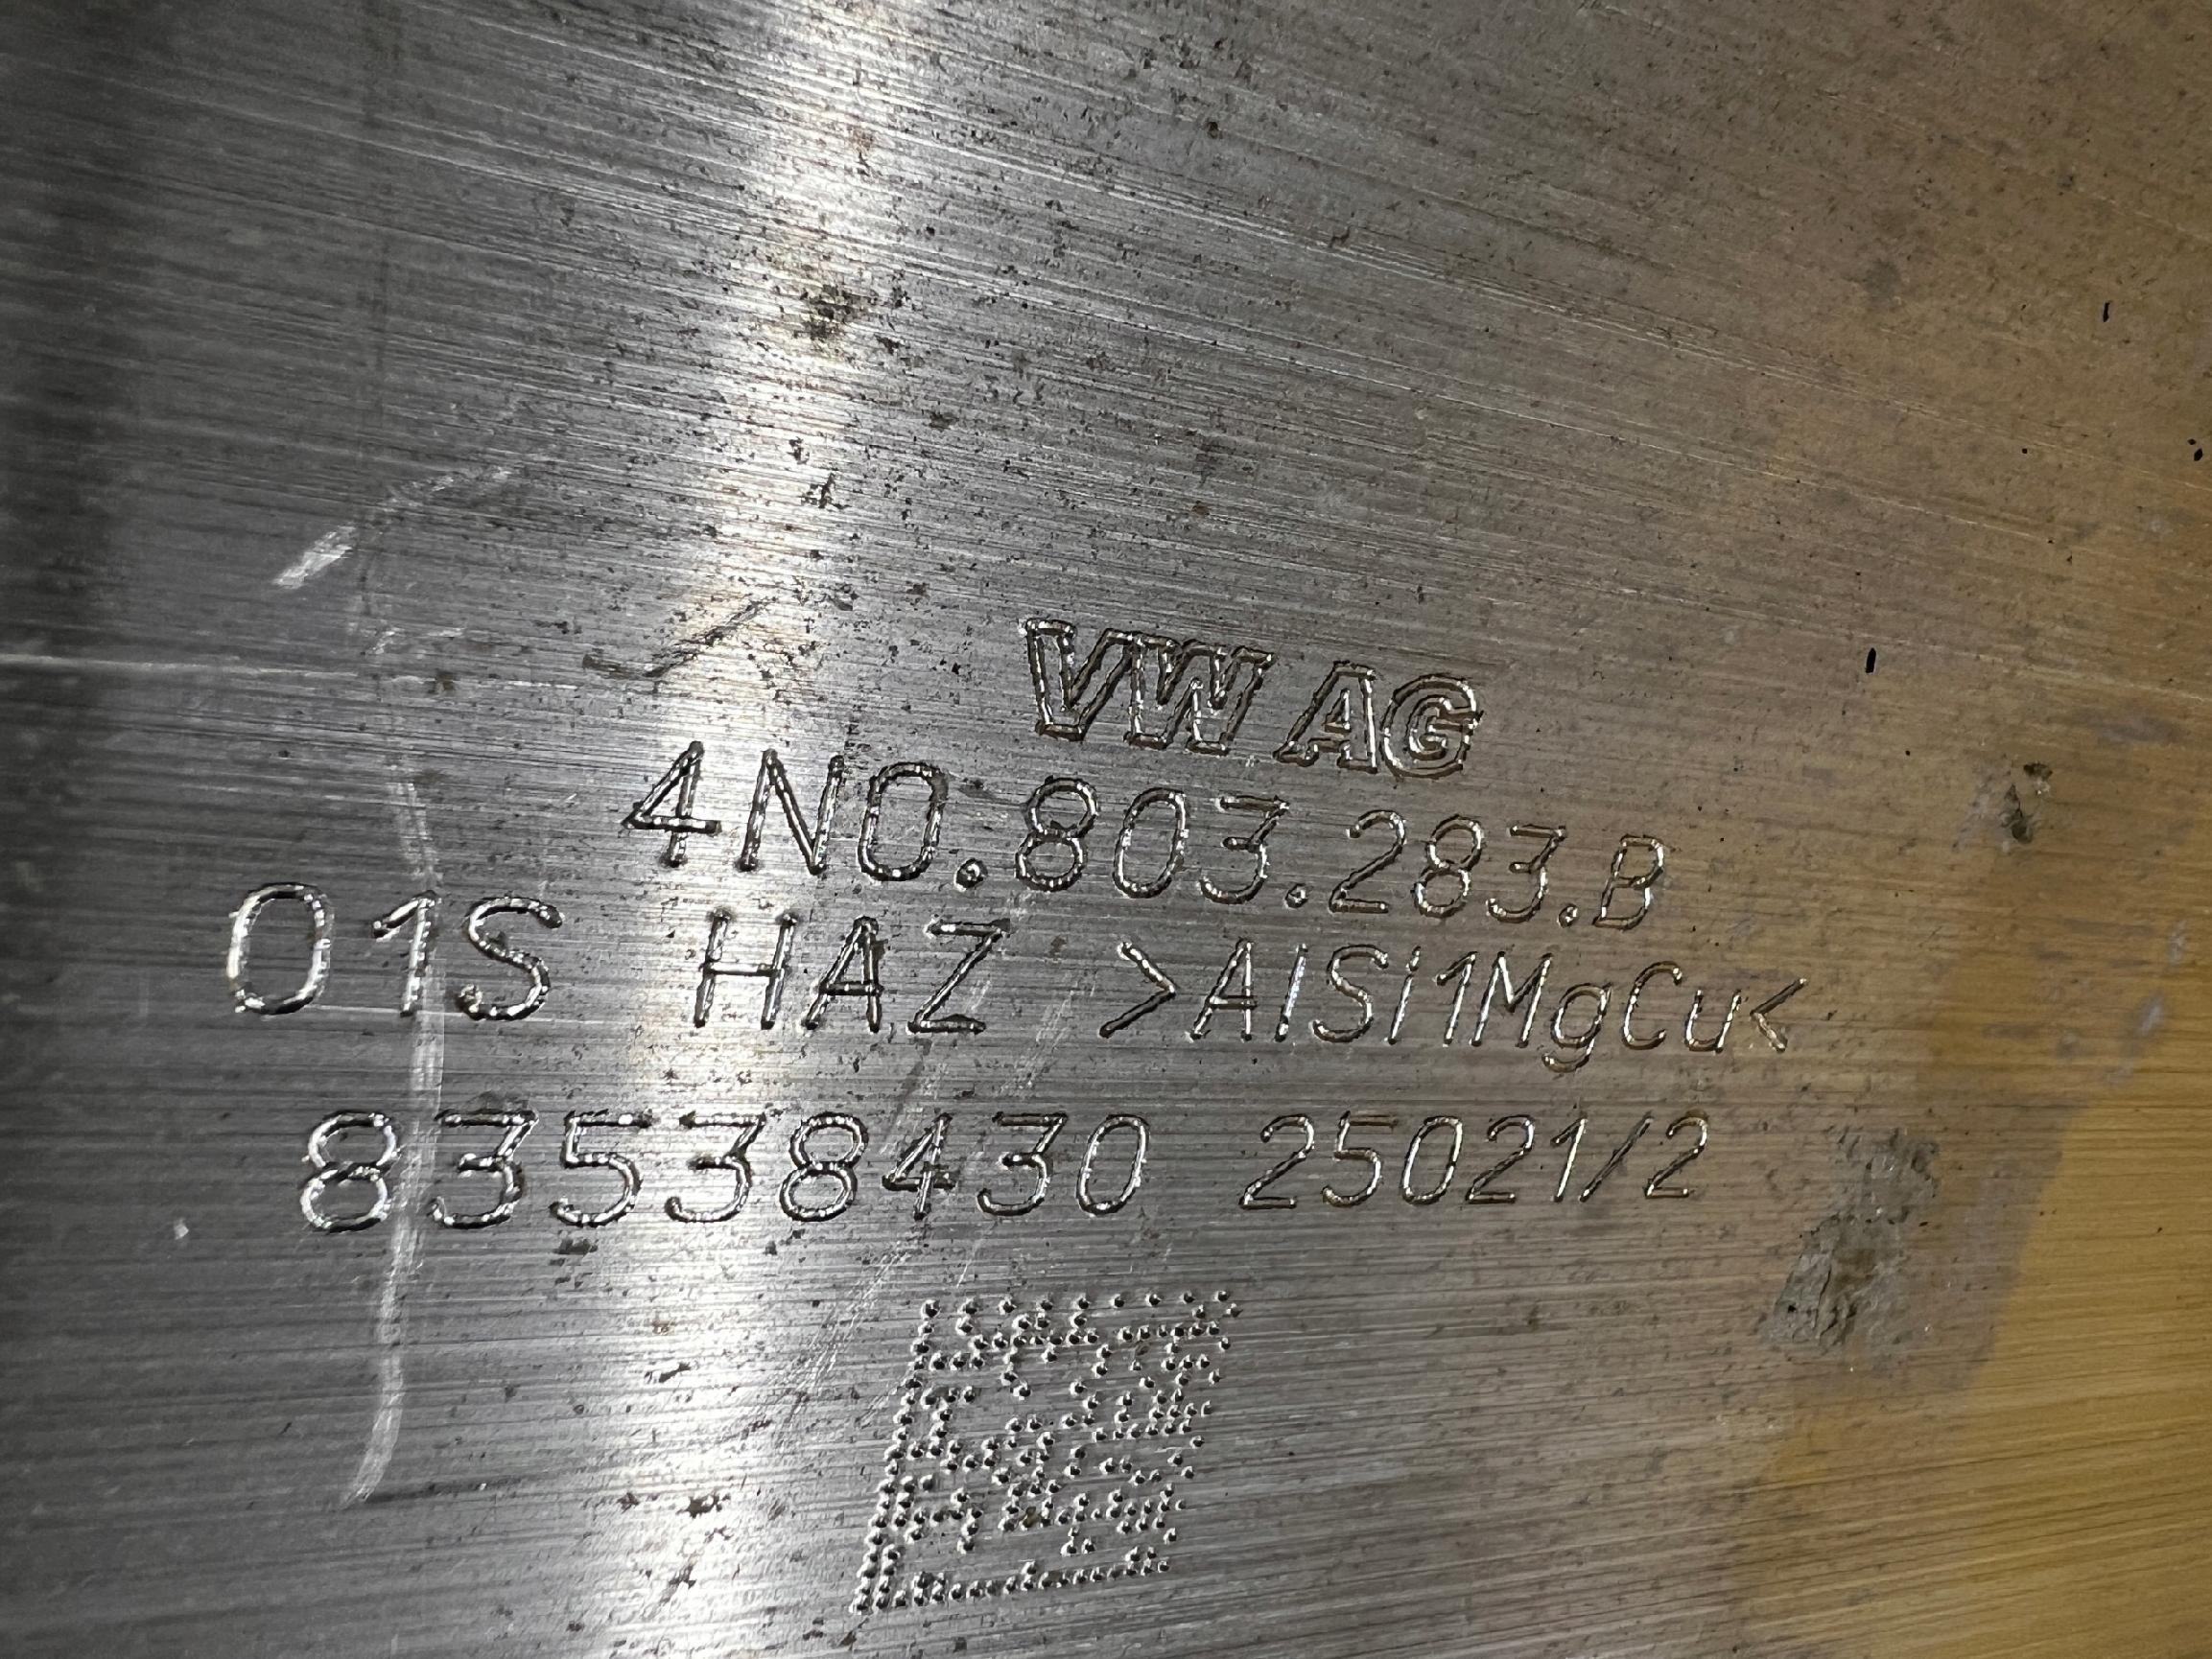 VW AG
4N0.803.283.B
01S HAZ >AlSi1MgCu<
83538430 25021/2